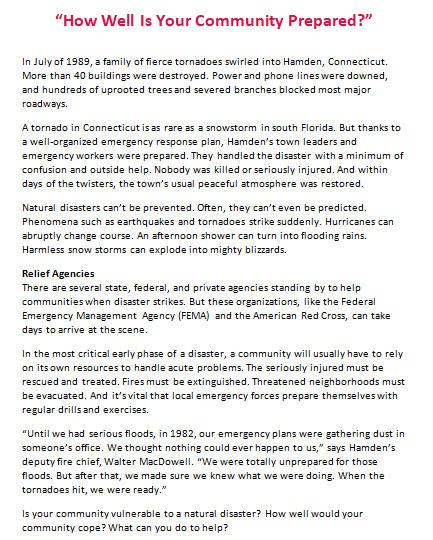 “How Well Is Your Community Prepared?”
In July of 1989, a family of fierce tornadoes swirled into Hamden, Connecticut.
More than 40 buildings were destroyed. Power and phone lines were downed,
and hundreds of uprooted trees and severed branches blocked most major
roadways.
A tornado in Connecticut is as rare as a snowstorm in south Florida. But thanks to
a well-organized emergency response plan, Hamden’s town leaders and
emergency workers were prepared. They handled the disaster with a minimum of
confusion and outside help. Nobody was killed or seriously injured. And within
days of the twisters, the town’s usual peaceful atmosphere was restored.
Natural disasters can’t be prevented. Often, they can’t even be predicted.
Phenomena such as earthquakes and tornadoes strike suddenly. Hurricanes can
abruptly change course. An afternoon shower can turn into flooding rains.
Harmless snow storms can explode into mighty blizzards.
Relief Agencies
There are several state, federal, and private agencies standing by to help
communities when disaster strikes. But these organizations, like the Federal
Emergency Management Agency (FEMA) and the American Red Cross, can take
days to arrive at the scene.
In the most critical early phase of a disaster, a community will usually have to rely
on its own resources to handle acute problems. The seriously injured must be
rescued and treated. Fires must be extinguished. Threatened neighborhoods must
be evacuated. And it’s vital that local emergency forces prepare themselves with
regular drills and exercises.
“Until we had serious floods, in 1982, our emergency plans were gathering dust in
someone’s office. We thought nothing could ever happen to us,” says Hamden’s
deputy fire chief, Walter MacDowell. “We were totally unprepared for those
floods. But after that, we made sure we knew what we were doing. When the
tornadoes hit, we were ready.”
Is your community vulnerable to a natural disaster? How well would your
community cope? What can you do to help?